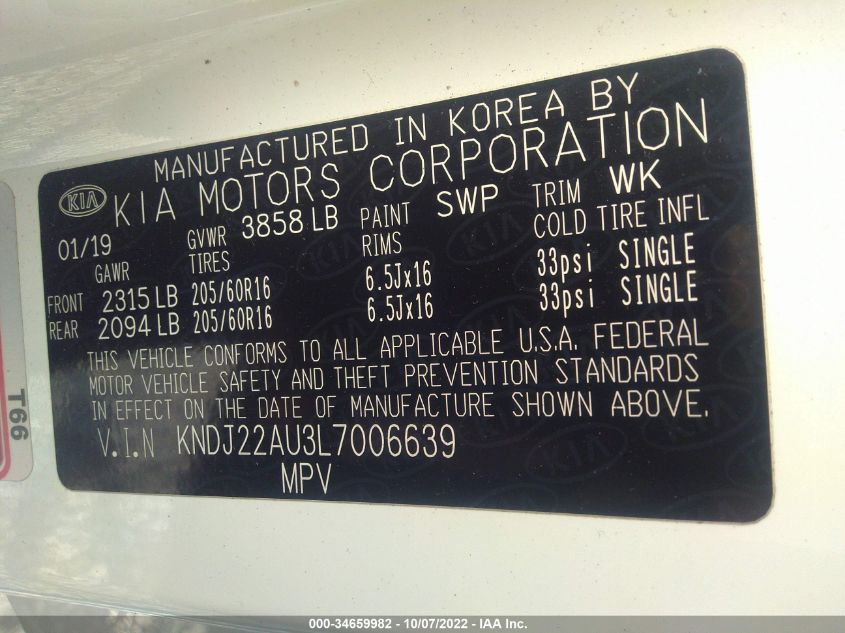 MANUFACTURED IN KOREA BY
KIA KIA MOTORS CORPORATION
01/19 GVWR 3858 LB PAINT SWP TRIM WK
GAWR TIRES RIMS COLD TIRE INFL
FRONT 2315 LB 205/60R16 6.5Jx16 33psi SINGLE
REAR 2094 LB 205/60R16 6.5Jx16 33psi SINGLE
THIS VEHICLE CONFORMS TO ALL APPLICABLE U.S.A. FEDERAL
MOTOR VEHICLE SAFETY AND THEFT PREVENTION STANDARDS
IN EFFECT ON THE DATE OF MANUFACTURE SHOWN ABOVE.
V.I.N KNDJ22AU3L7006639
MPV
T66
000-34659982 - 10/07/2022 - IAA Inc.